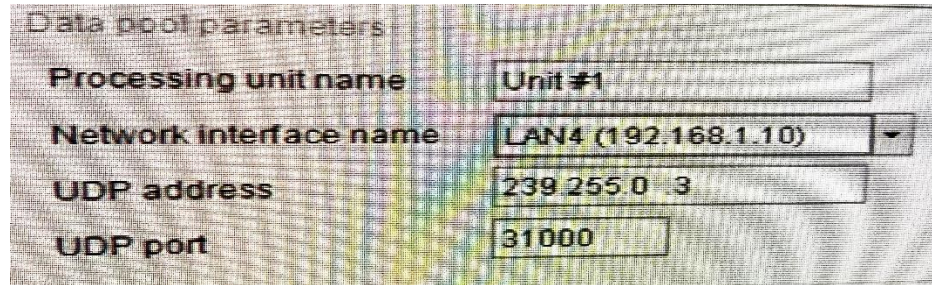 Data pool parameters
Processing unit name Unit #1
Network interface name LAN4 (192.168.1.10)
UDP address 239.255.0 .3
UDP port 31000